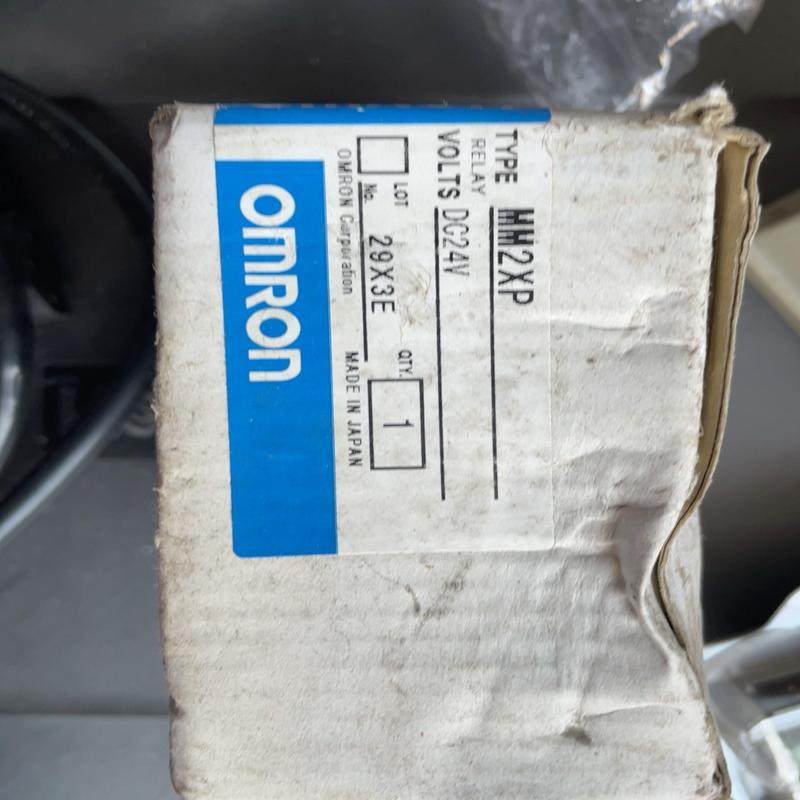 TYPE MM2XP
RELAY
VOLTS DC24V
LOT No. 29X3E QTY. 1
OMRON Corporation MADE IN JAPAN
OMRON